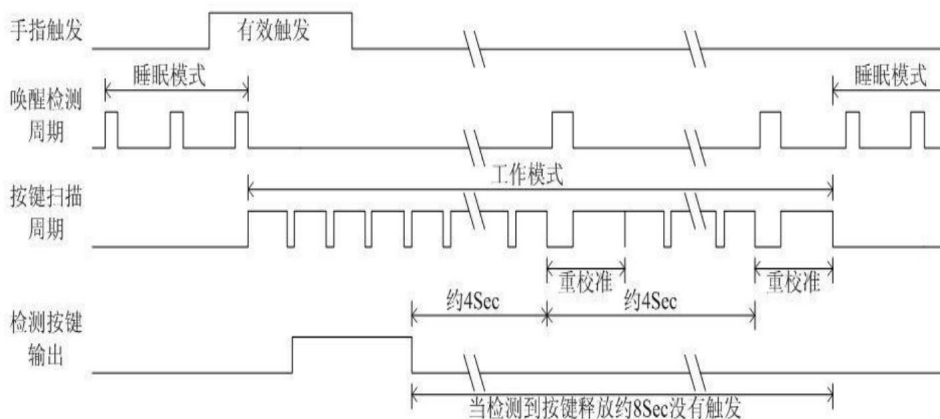 手指触发
有效触发
睡眠模式
睡眠模式
唤醒检测
周期
工作模式
按键扫描
周期
重校准
重校准
约4Sec
约4Sec
检测按键
输出
当检测到按键释放约8Sec没有触发